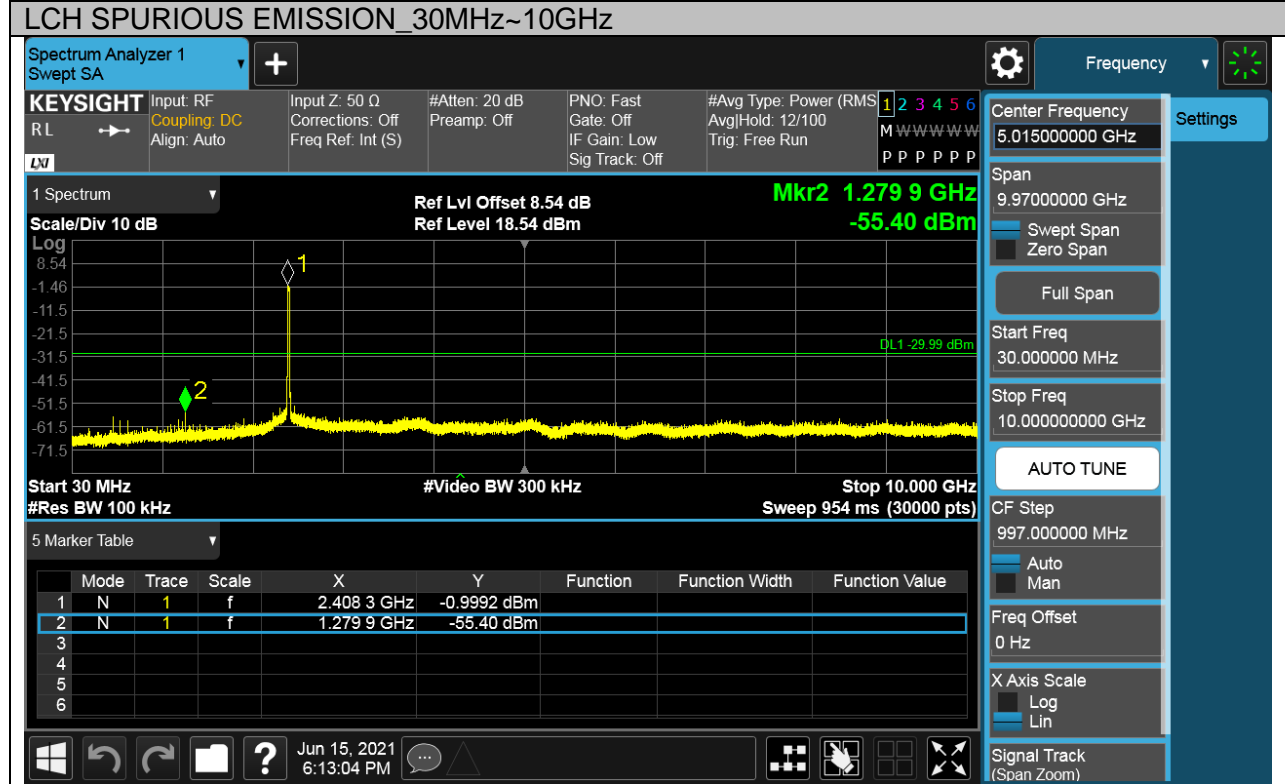 LCH SPURIOUS EMISSION_30MHz~10GHz
Spectrum Analyzer 1
Swept SA
Frequency
KEYSIGHT
RL
LXI
Input: RF
Coupling: DC
Align: Auto
Input Z: 50 Ω
Corrections: Off
Freq Ref: Int (S)
#Atten: 20 dB
Preamp: Off
PNO: Fast
Gate: Off
IF Gain: Low
Sig Track: Off
#Avg Type: Power (RMS
Avg|Hold: 12/100
Trig: Free Run
1 2 3 4 5 6
M W W W W W
P P P P P P
Center Frequency
5.015000000 GHz
Settings
Span
9.97000000 GHz
Swept Span
Zero Span
Full Span
Start Freq
30.000000 MHz
Stop Freq
10.000000000 GHz
AUTO TUNE
CF Step
997.000000 MHz
Auto
Man
Freq Offset
0 Hz
X Axis Scale
Log
Lin
Signal Track
(Span Zoom)
1 Spectrum
Scale/Div 10 dB
Ref Lvl Offset 8.54 dB
Ref Level 18.54 dBm
Mkr2 1.279 9 GHz
-55.40 dBm
Log
8.54
-1.46
-11.5
-21.5
-31.5
-41.5
-51.5
-61.5
-71.5
1
2
DL1 -29.99 dBm
Start 30 MHz
#Res BW 100 kHz
#Video BW 300 kHz
Stop 10.000 GHz
Sweep 954 ms (30000 pts)
5 Marker Table
Mode Trace Scale X Y Function Function Width Function Value
1 N 1 f 2.408 3 GHz -0.9992 dBm
2 N 1 f 1.279 9 GHz -55.40 dBm
3
4
5
6
?
Jun 15, 2021
6:13:04 PM